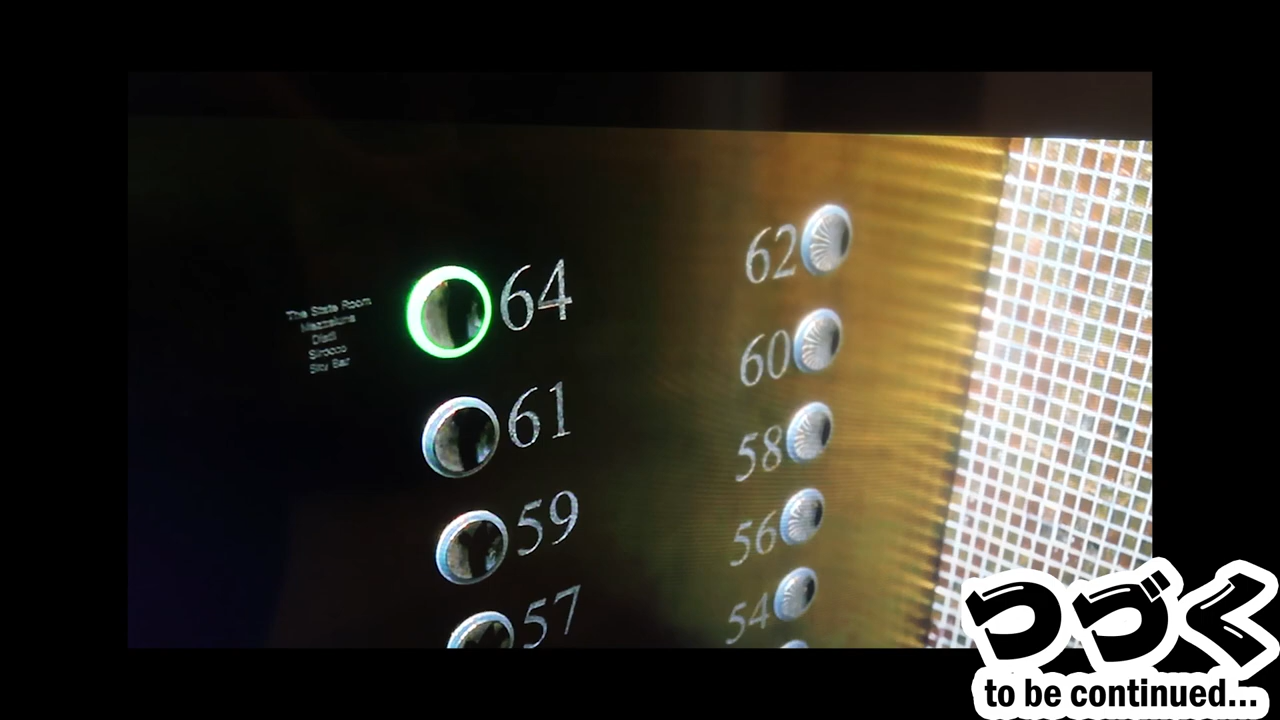 The State Room
Mezzaluna
Distil
Sirocco
Sky Bar
64
61
59
57
62
60
58
56
54
つづく
to be continued...